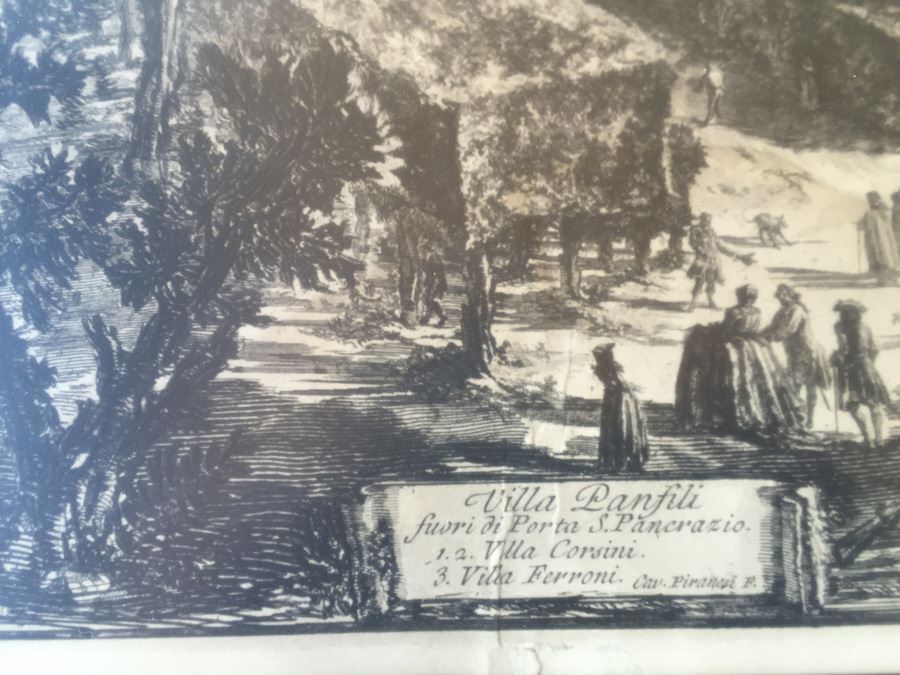 Villa Panfili
fuori di Porta S. Pancrazio.
1. 2. Villa Corsini.
3. Villa Ferroni. Cav. Piranesi F.